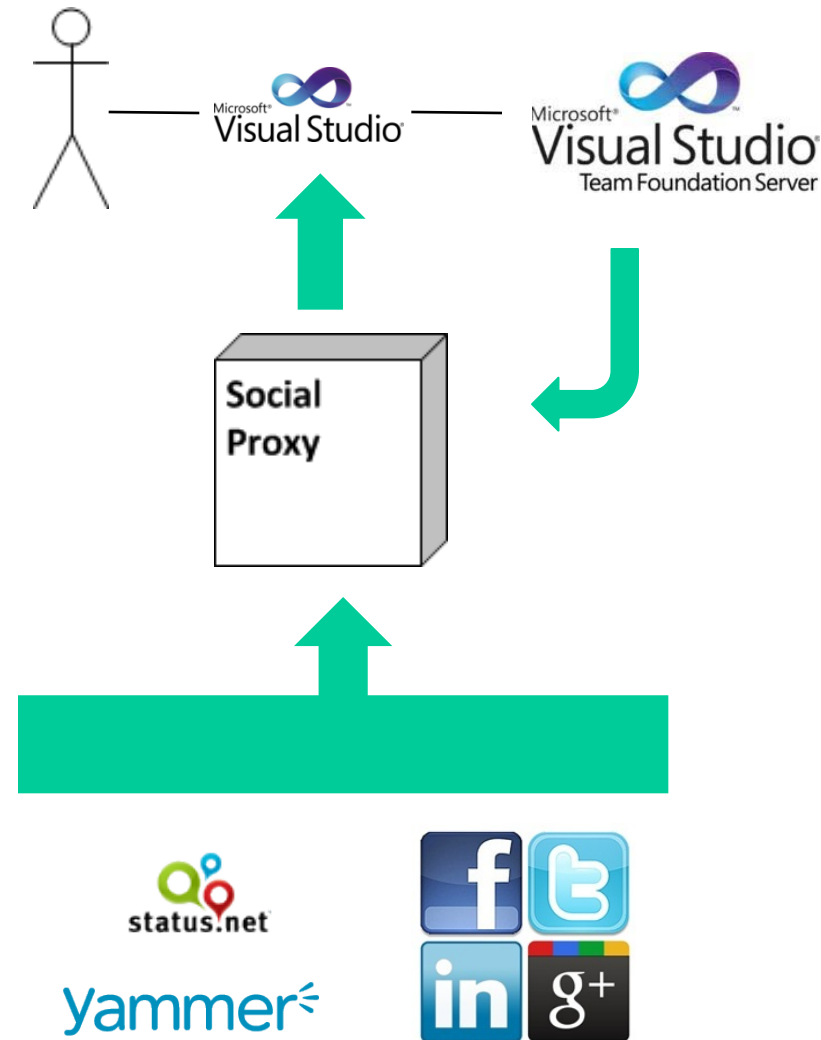 Microsoft®
Visual Studio®
Microsoft®
Visual Studio®
Team Foundation Server
Social
Proxy
status.net
f
t
yammer
in
g+